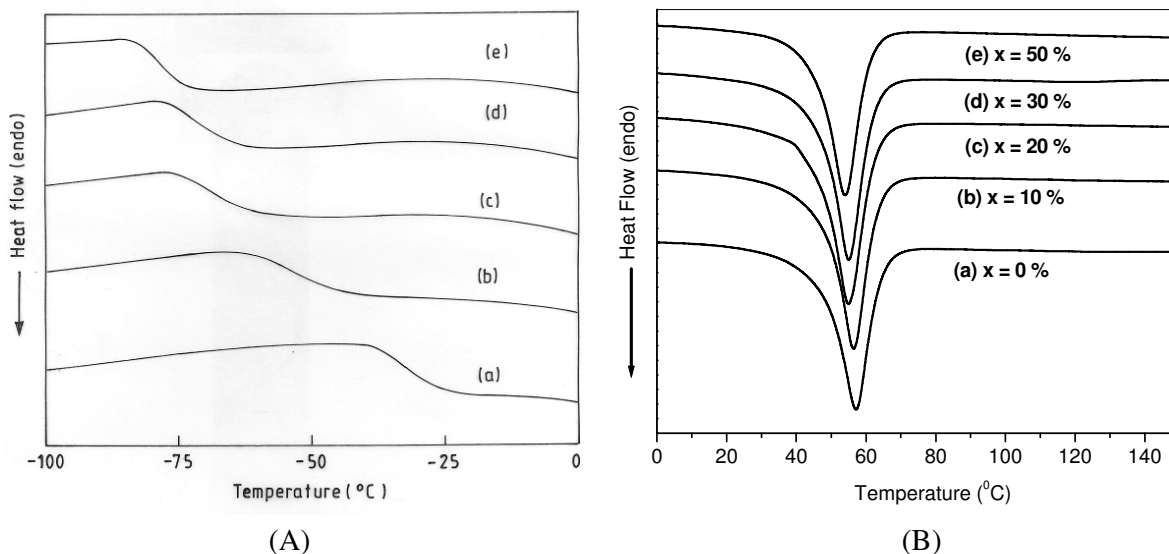 (e)
(d)
(c)
(b)
(a)
Heat flow (endo)
-100
-75
-50
-25
0
Temperature (°C)
(A)
B)
(e) x = 50 %
(d) x = 30 %
(c) x = 20 %
(b) x = 10 %
(a) x = 0 %
Heat Flow (endo)
0
20
40
60
80
100
120
140
Temperature (⁰C)
(B)